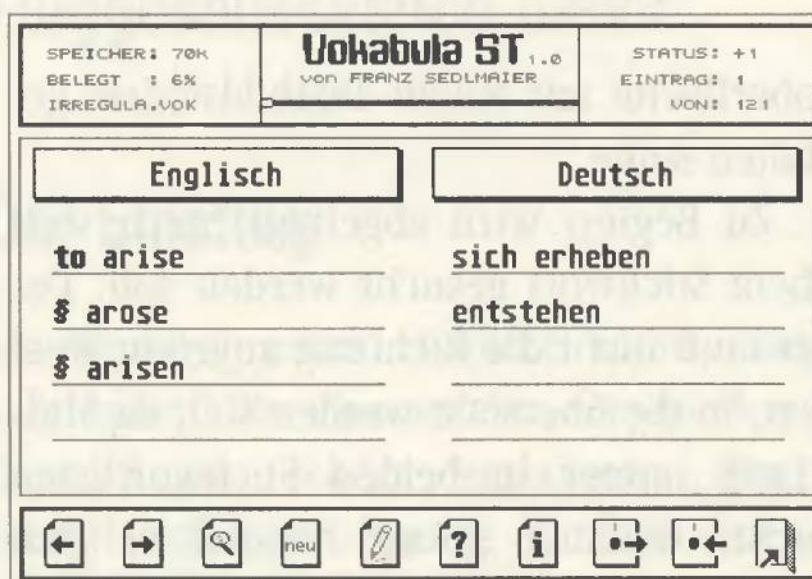 SPEICHER: 70K
BELEGT : 6%
IRREGULA.VOK
Vokabula ST 1.0
von FRANZ SEDLMAIER
STATUS: +1
EINTRAG: 1
VON: 121
Englisch
Deutsch
to arise
sich erheben
§ arose
entstehen
§ arisen
neu
?
i